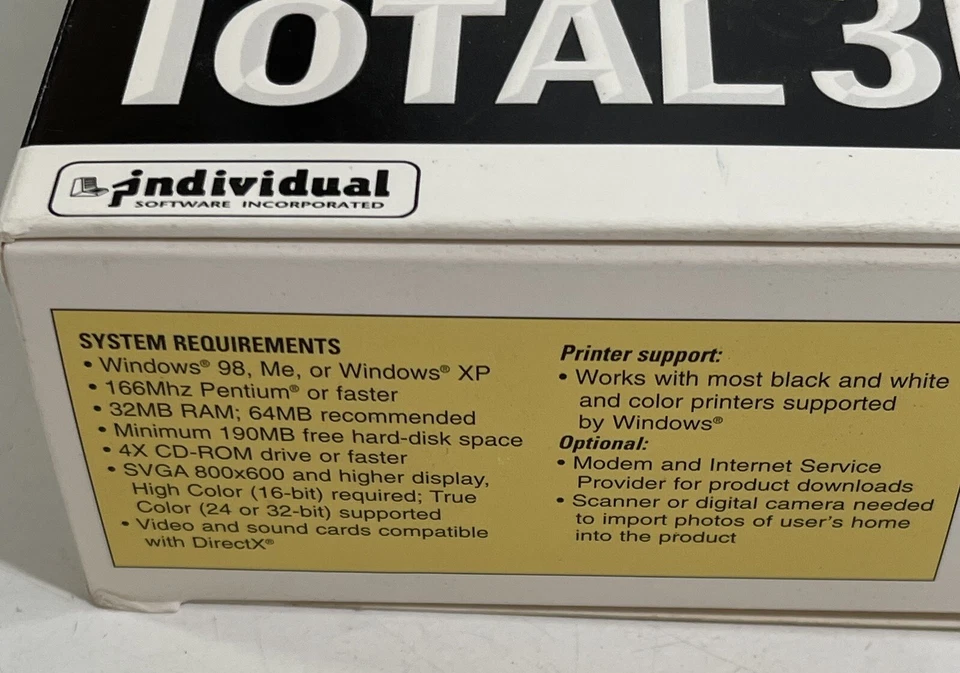 TOTAL 3
individual
SOFTWARE INCORPORATED
SYSTEM REQUIREMENTS
• Windows® 98, Me, or Windows® XP
• 166Mhz Pentium® or faster
• 32MB RAM; 64MB recommended
• Minimum 190MB free hard-disk space
• 4X CD-ROM drive or faster
• SVGA 800x600 and higher display,
High Color (16-bit) required; True
Color (24 or 32-bit) supported
• Video and sound cards compatible
with DirectX®
Printer support:
• Works with most black and white
and color printers supported
by Windows®
Optional:
• Modem and Internet Service
Provider for product downloads
• Scanner or digital camera needed
to import photos of user's home
into the product